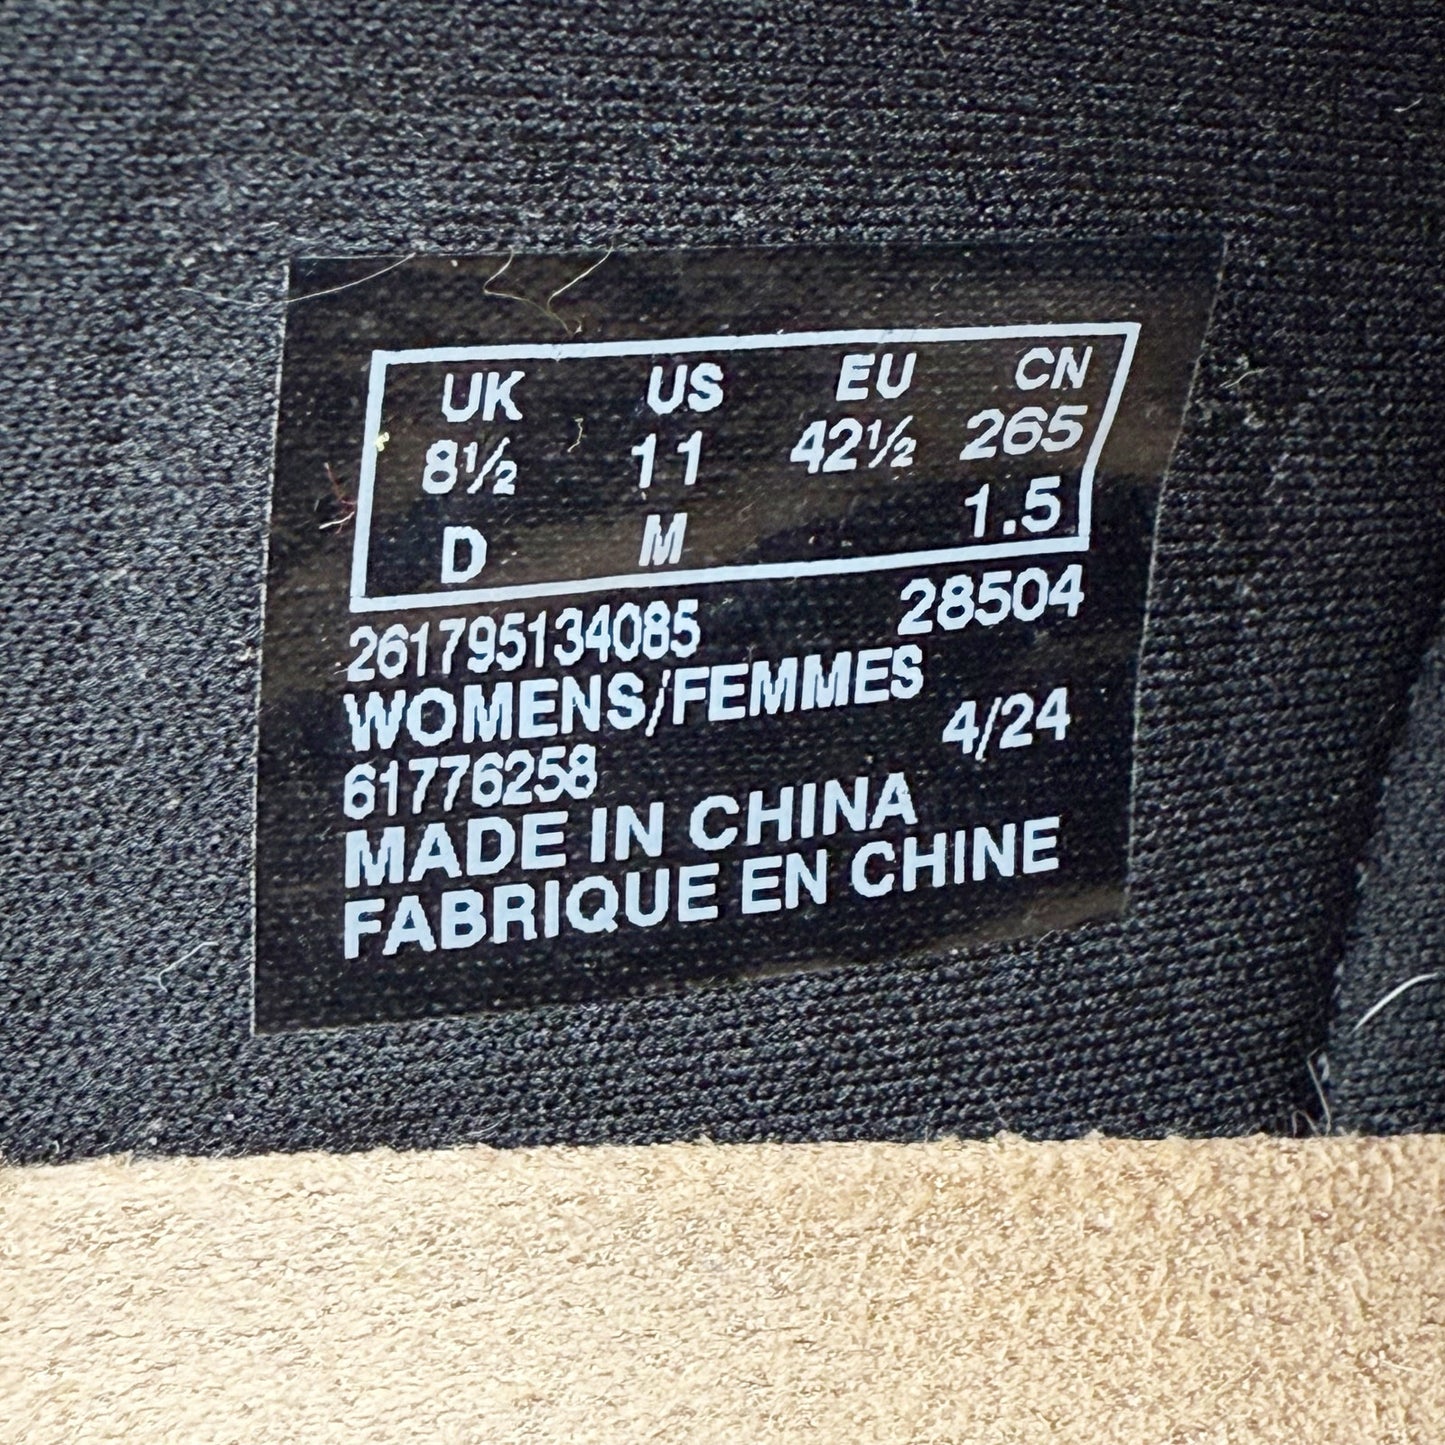 UK US EU CN
8½ 11 42½ 265
D M 1.5
261795134085 28504
WOMENS/FEMMES
61776258 4/24
MADE IN CHINA
FABRIQUE EN CHINE